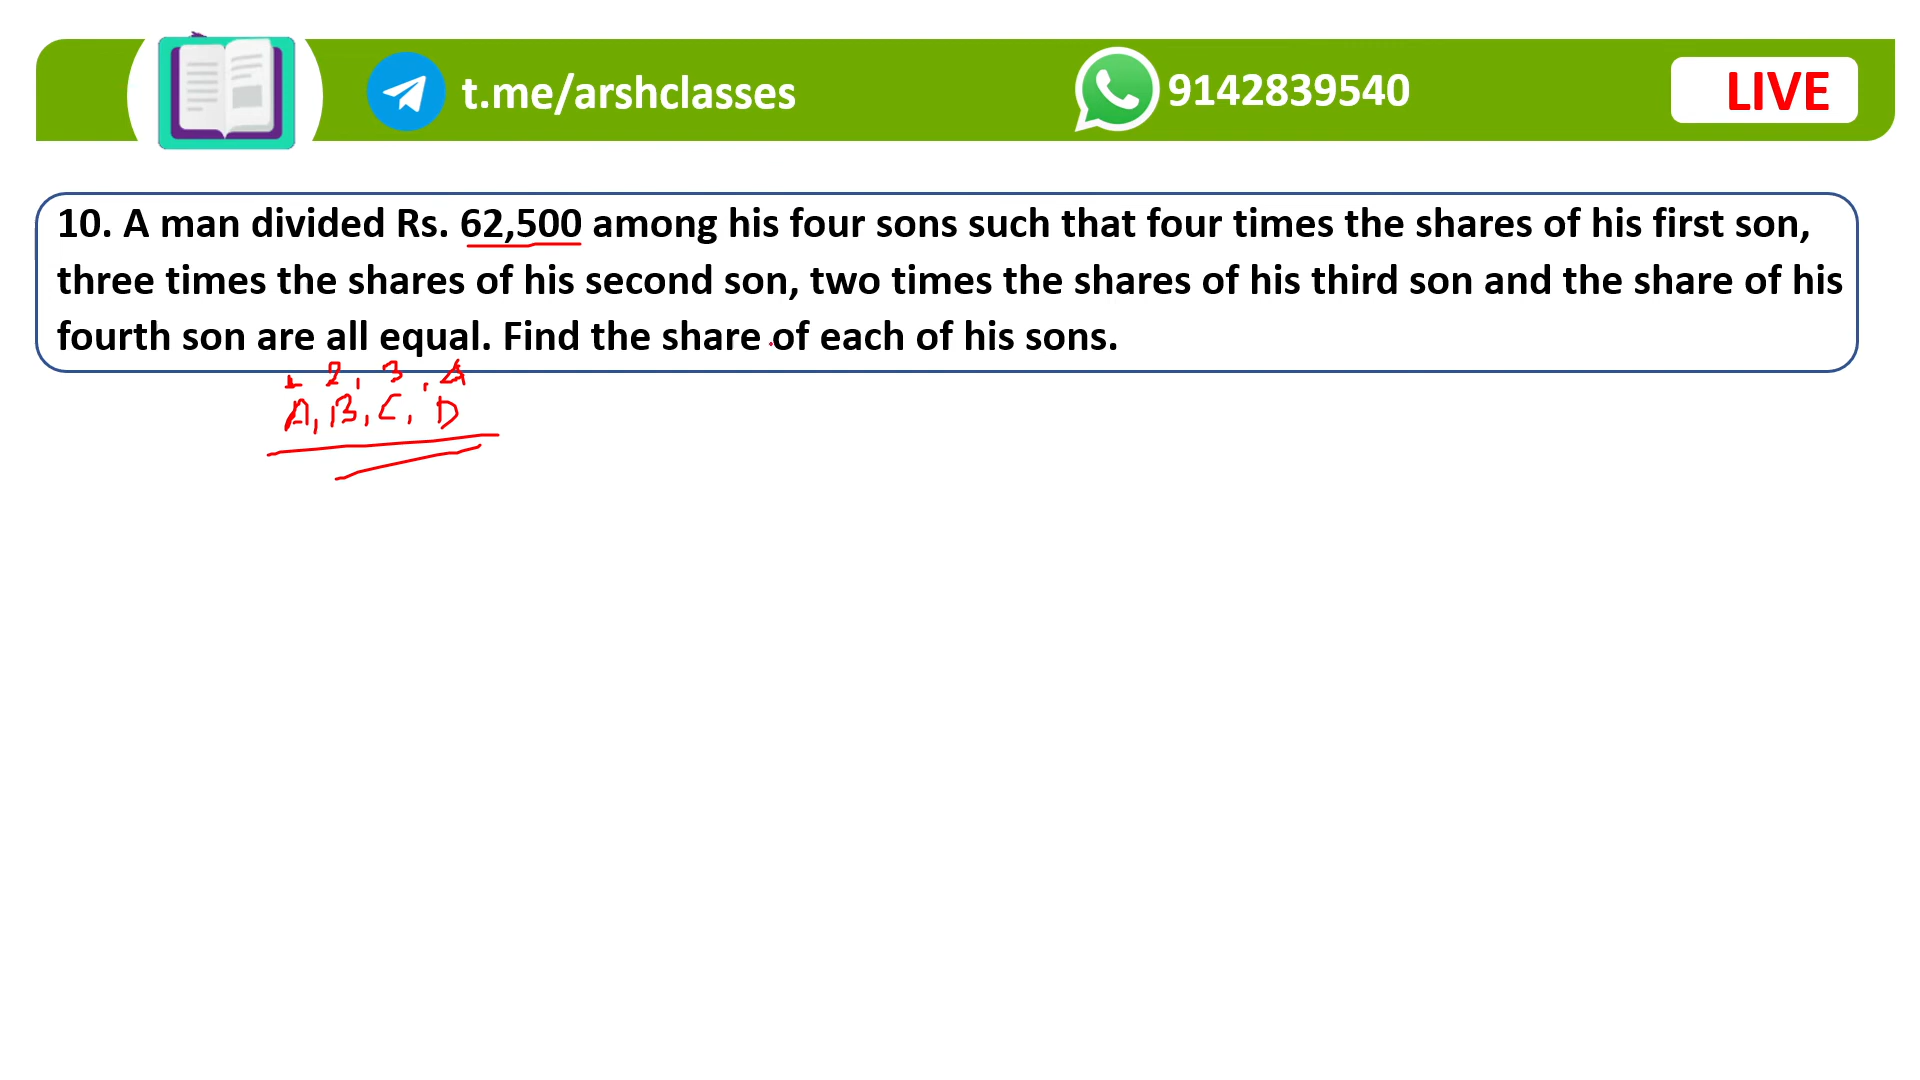 t.me/arshclasses
9142839540
LIVE
10. A man divided Rs. 62,500 among his four sons such that four times the shares of his first son,
three times the shares of his second son, two times the shares of his third son and the share of his
fourth son are all equal. Find the share of each of his sons.
1 2, 3, 4
A, B, C, D